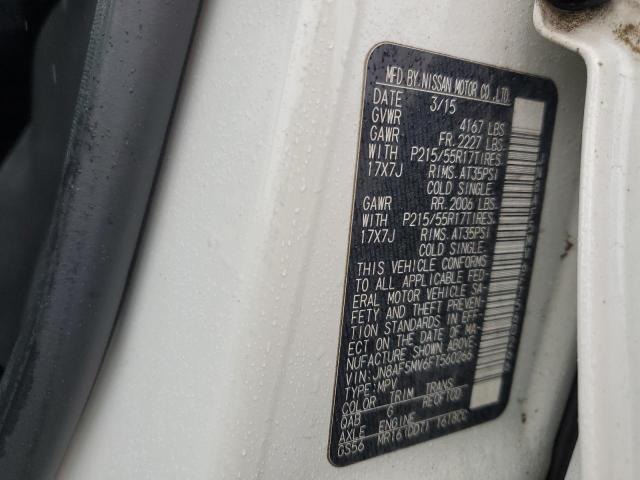 MFD BY NISSAN MOTOR CO.,LTD.
DATE 3/15
GVWR 4167 LBS
GAWR FR. 2227 LBS.
WITH P215/55R17TIRES.
17X7J RIMS. AT35PSI
COLD SINGLE.
GAWR RR. 2006 LBS.
WITH P215/55R17TIRES.
17X7J RIMS. AT35PSI
COLD SINGLE.
THIS VEHICLE CONFORMS
TO ALL APPLICABLE FED-
ERAL MOTOR VEHICLE SA-
FETY AND THEFT PREVEN-
TION STANDARDS IN EFF-
ECT ON THE DATE OF MA-
NUFACTURE SHOWN ABOVE.
VIN: JN8AF5MV6FT560266
TYPE: MPV
COLOR TRIM TRANS
QAB G RE0F10D
AXLE ENGINE
GS56 MR16(DDT) 1618CC